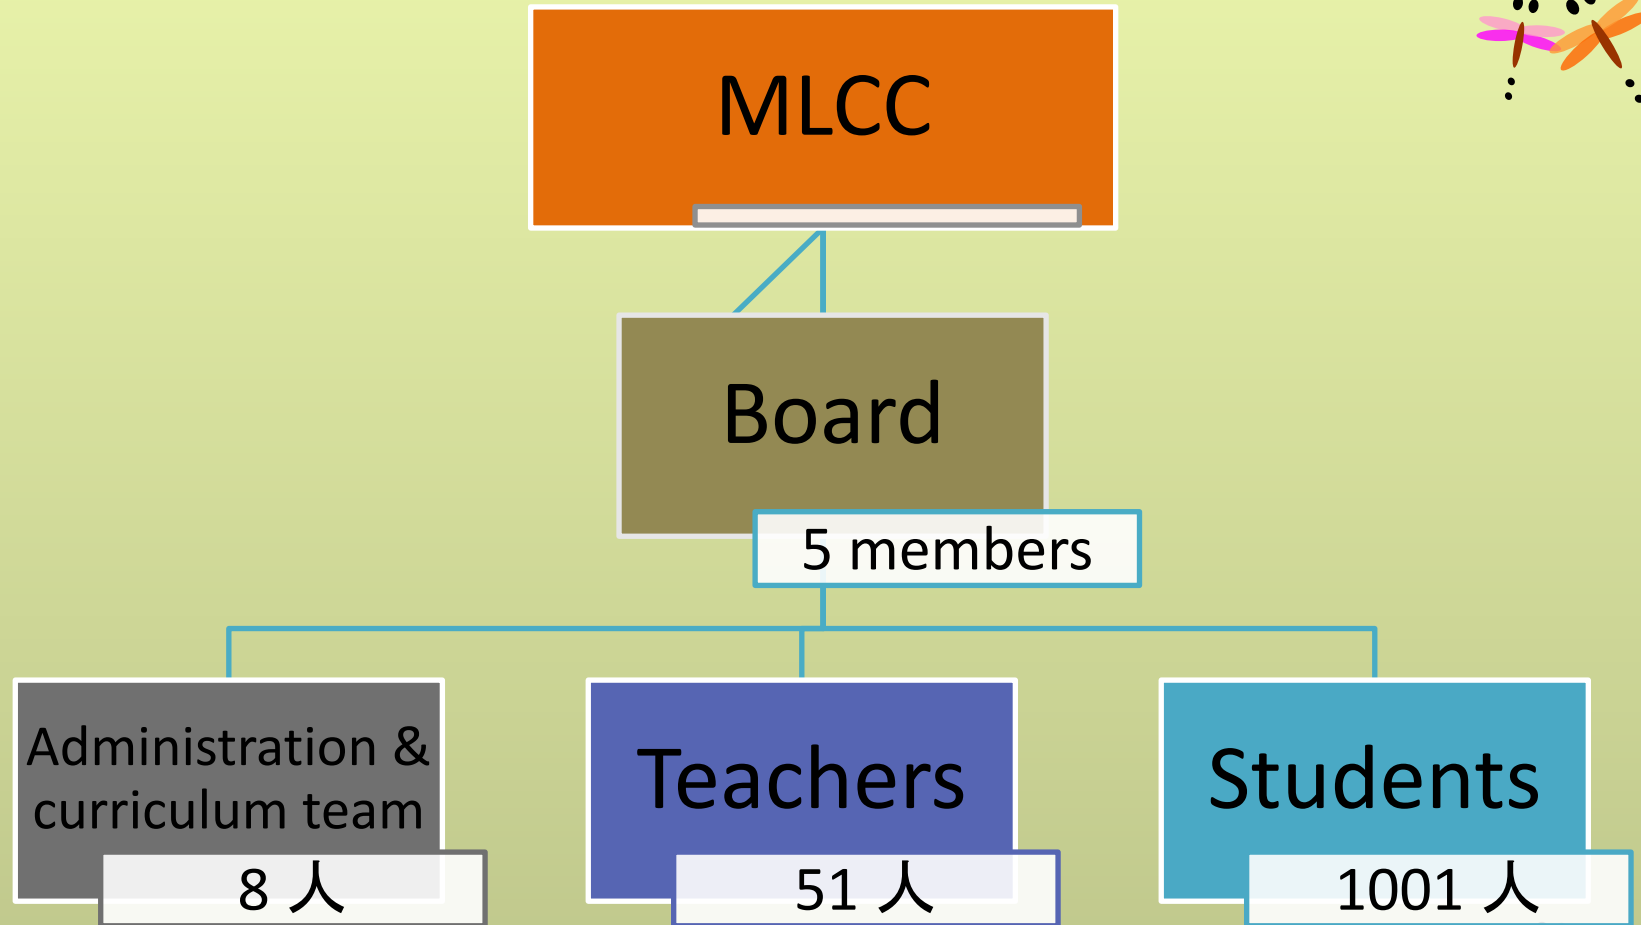 MLCC
Board
5 members
Administration &
curriculum team
8 人
Teachers
51 人
Students
1001 人